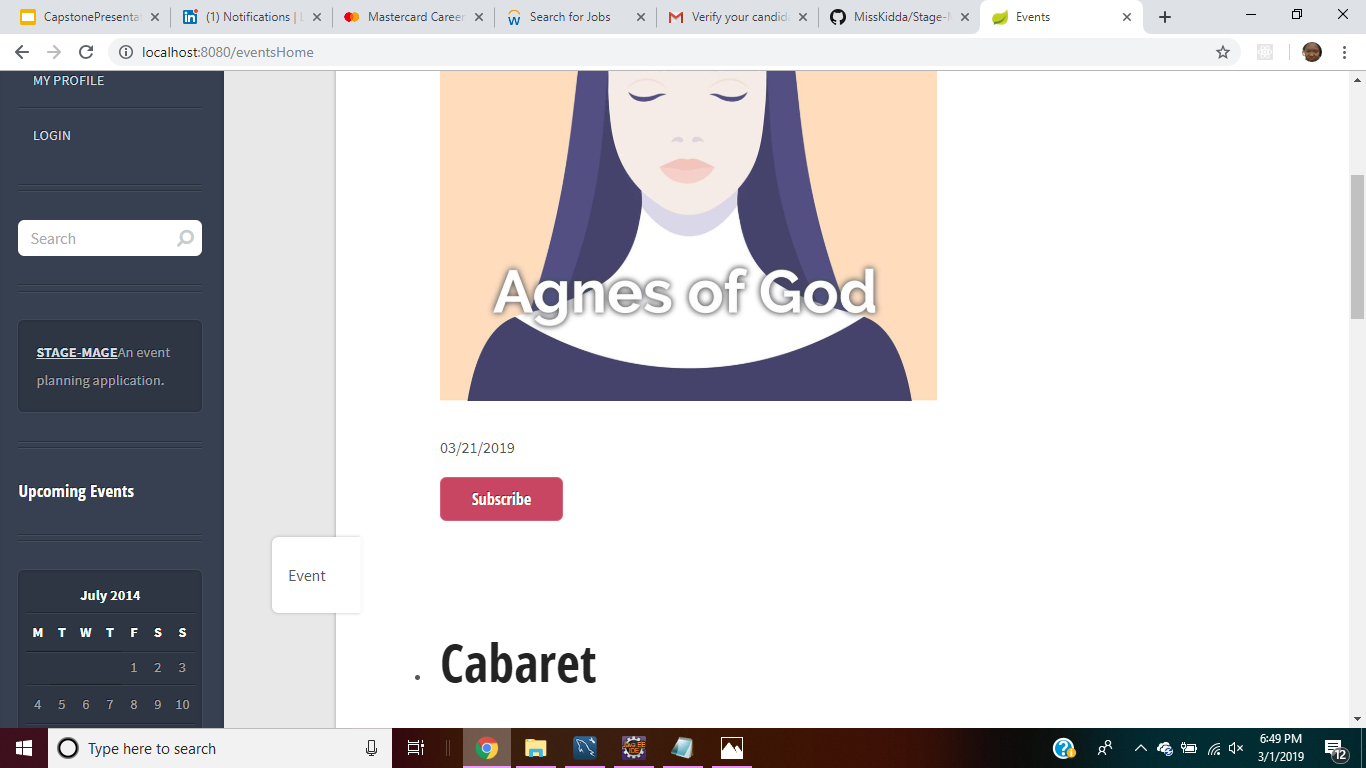 CapstonePresenta
(1) Notifications | L
Mastercard Career
Search for Jobs
Verify your candida
MissKidda/Stage-M
Events
localhost:8080/eventsHome
MY PROFILE
LOGIN
Search
STAGE-MAGEAn event
planning application.
Upcoming Events
July 2014
M T W T F S S
1 2 3
4 5 6 7 8 9 10
Agnes of God
03/21/2019
Subscribe
Event
Cabaret
Type here to search
6:49 PM
3/1/2019
12